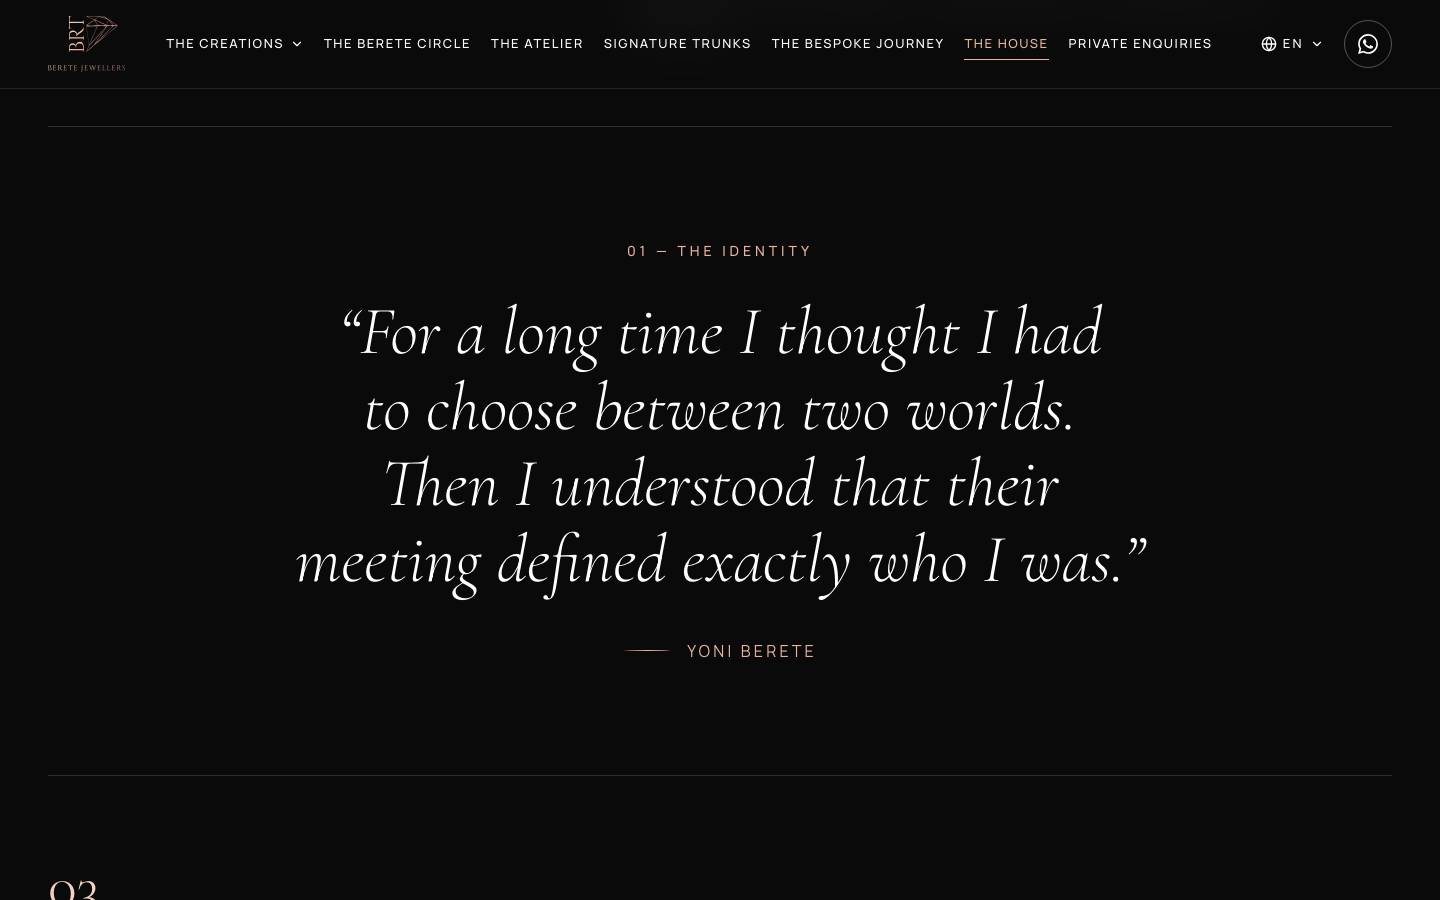 BRT
BERETE JEWELLERS
THE CREATIONS
THE BERETE CIRCLE
THE ATELIER
SIGNATURE TRUNKS
THE BESPOKE JOURNEY
THE HOUSE
PRIVATE ENQUIRIES
EN
01 — THE IDENTITY
“For a long time I thought I had
to choose between two worlds.
Then I understood that their
meeting defined exactly who I was.”
YONI BERETE
03